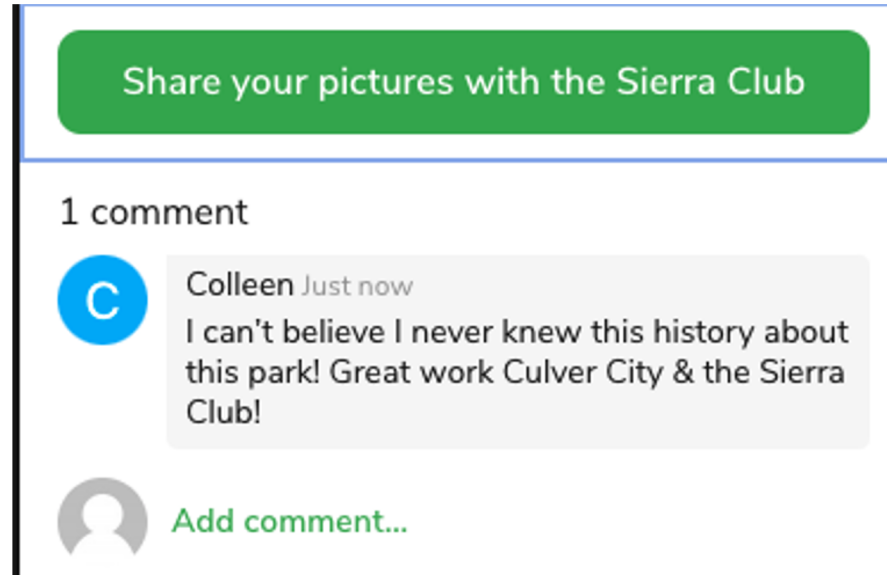 Share your pictures with the Sierra Club
1 comment
C
Colleen Just now
I can't believe I never knew this history about
this park! Great work Culver City & the Sierra
Club!
Add comment...